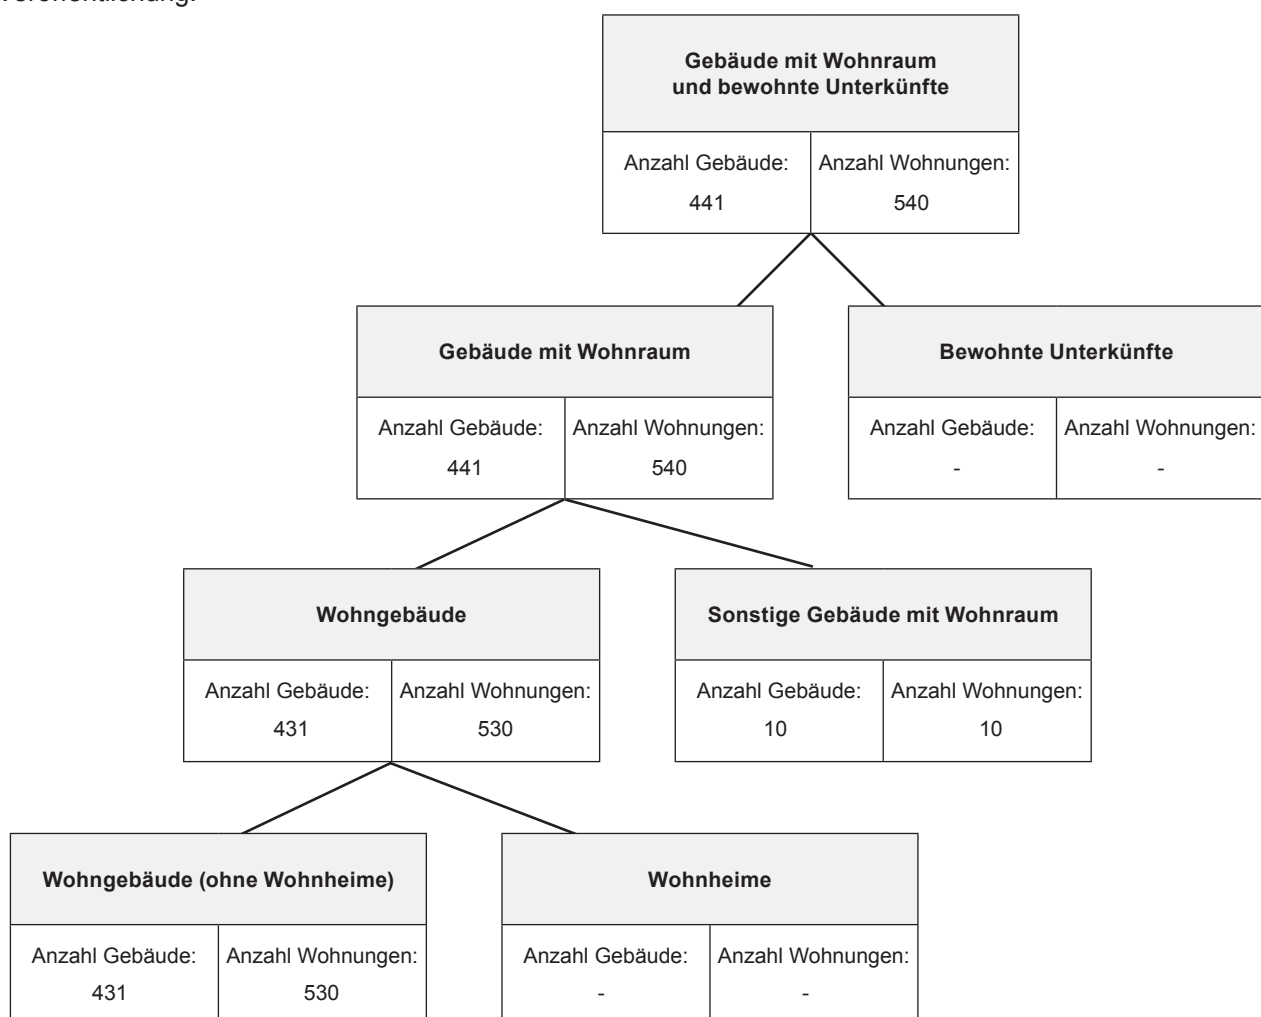 Veröffentlichung.
Gebäude mit Wohnraum
und bewohnte Unterkünfte
Anzahl Gebäude: Anzahl Wohnungen:
441 540
Gebäude mit Wohnraum
Bewohnte Unterkünfte
Anzahl Gebäude: Anzahl Wohnungen:
441 540
Anzahl Gebäude: Anzahl Wohnungen:
- -
Wohngebäude
Sonstige Gebäude mit Wohnraum
Anzahl Gebäude: Anzahl Wohnungen:
431 530
Anzahl Gebäude: Anzahl Wohnungen:
10 10
Wohngebäude (ohne Wohnheime)
Wohnheime
Anzahl Gebäude: Anzahl Wohnungen:
431 530
Anzahl Gebäude: Anzahl Wohnungen:
- -